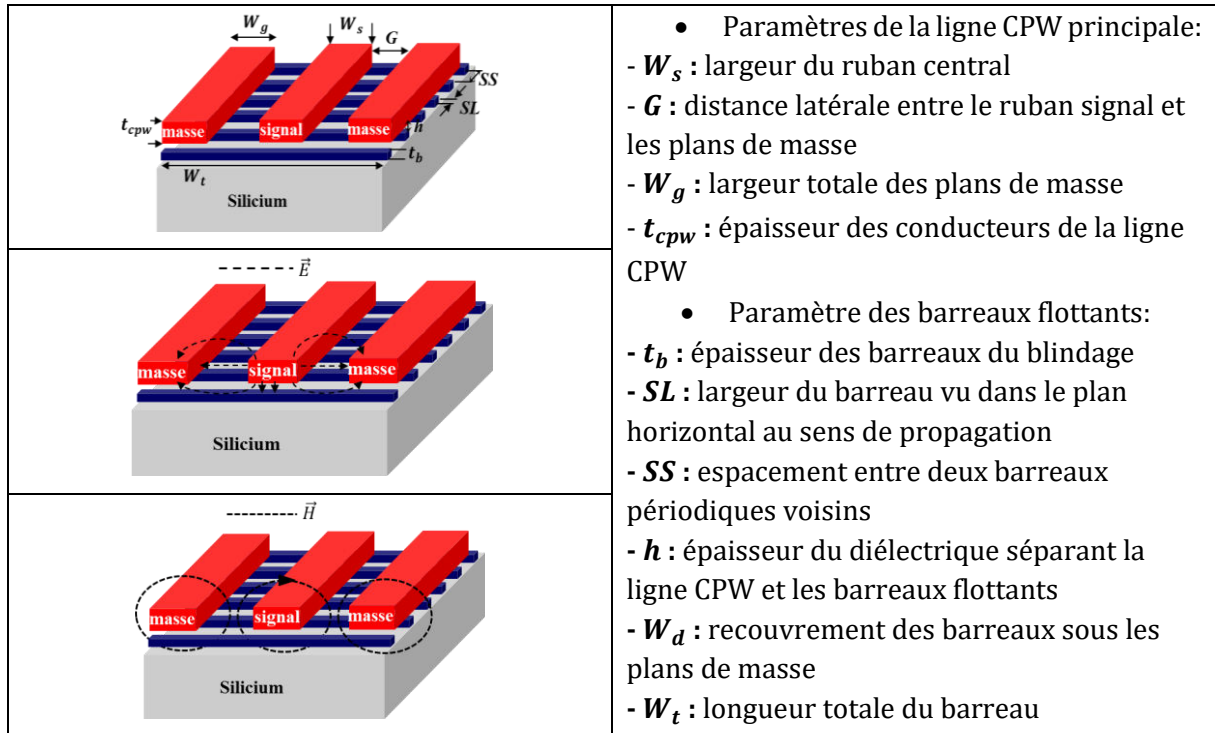 W_g
W_s
G
SS
SL
t_cpw
masse
signal
masse
h
t_b
W_t
Silicium
E⃗
masse
signal
masse
Silicium
H⃗
masse
signal
masse
Silicium
• Paramètres de la ligne CPW principale:
- W_s : largeur du ruban central
- G : distance latérale entre le ruban signal et
les plans de masse
- W_g : largeur totale des plans de masse
- t_cpw : épaisseur des conducteurs de la ligne
CPW
• Paramètre des barreaux flottants:
- t_b : épaisseur des barreaux du blindage
- SL : largeur du barreau vu dans le plan
horizontal au sens de propagation
- SS : espacement entre deux barreaux
périodiques voisins
- h : épaisseur du diélectrique séparant la
ligne CPW et les barreaux flottants
- W_d : recouvrement des barreaux sous les
plans de masse
- W_t : longueur totale du barreau